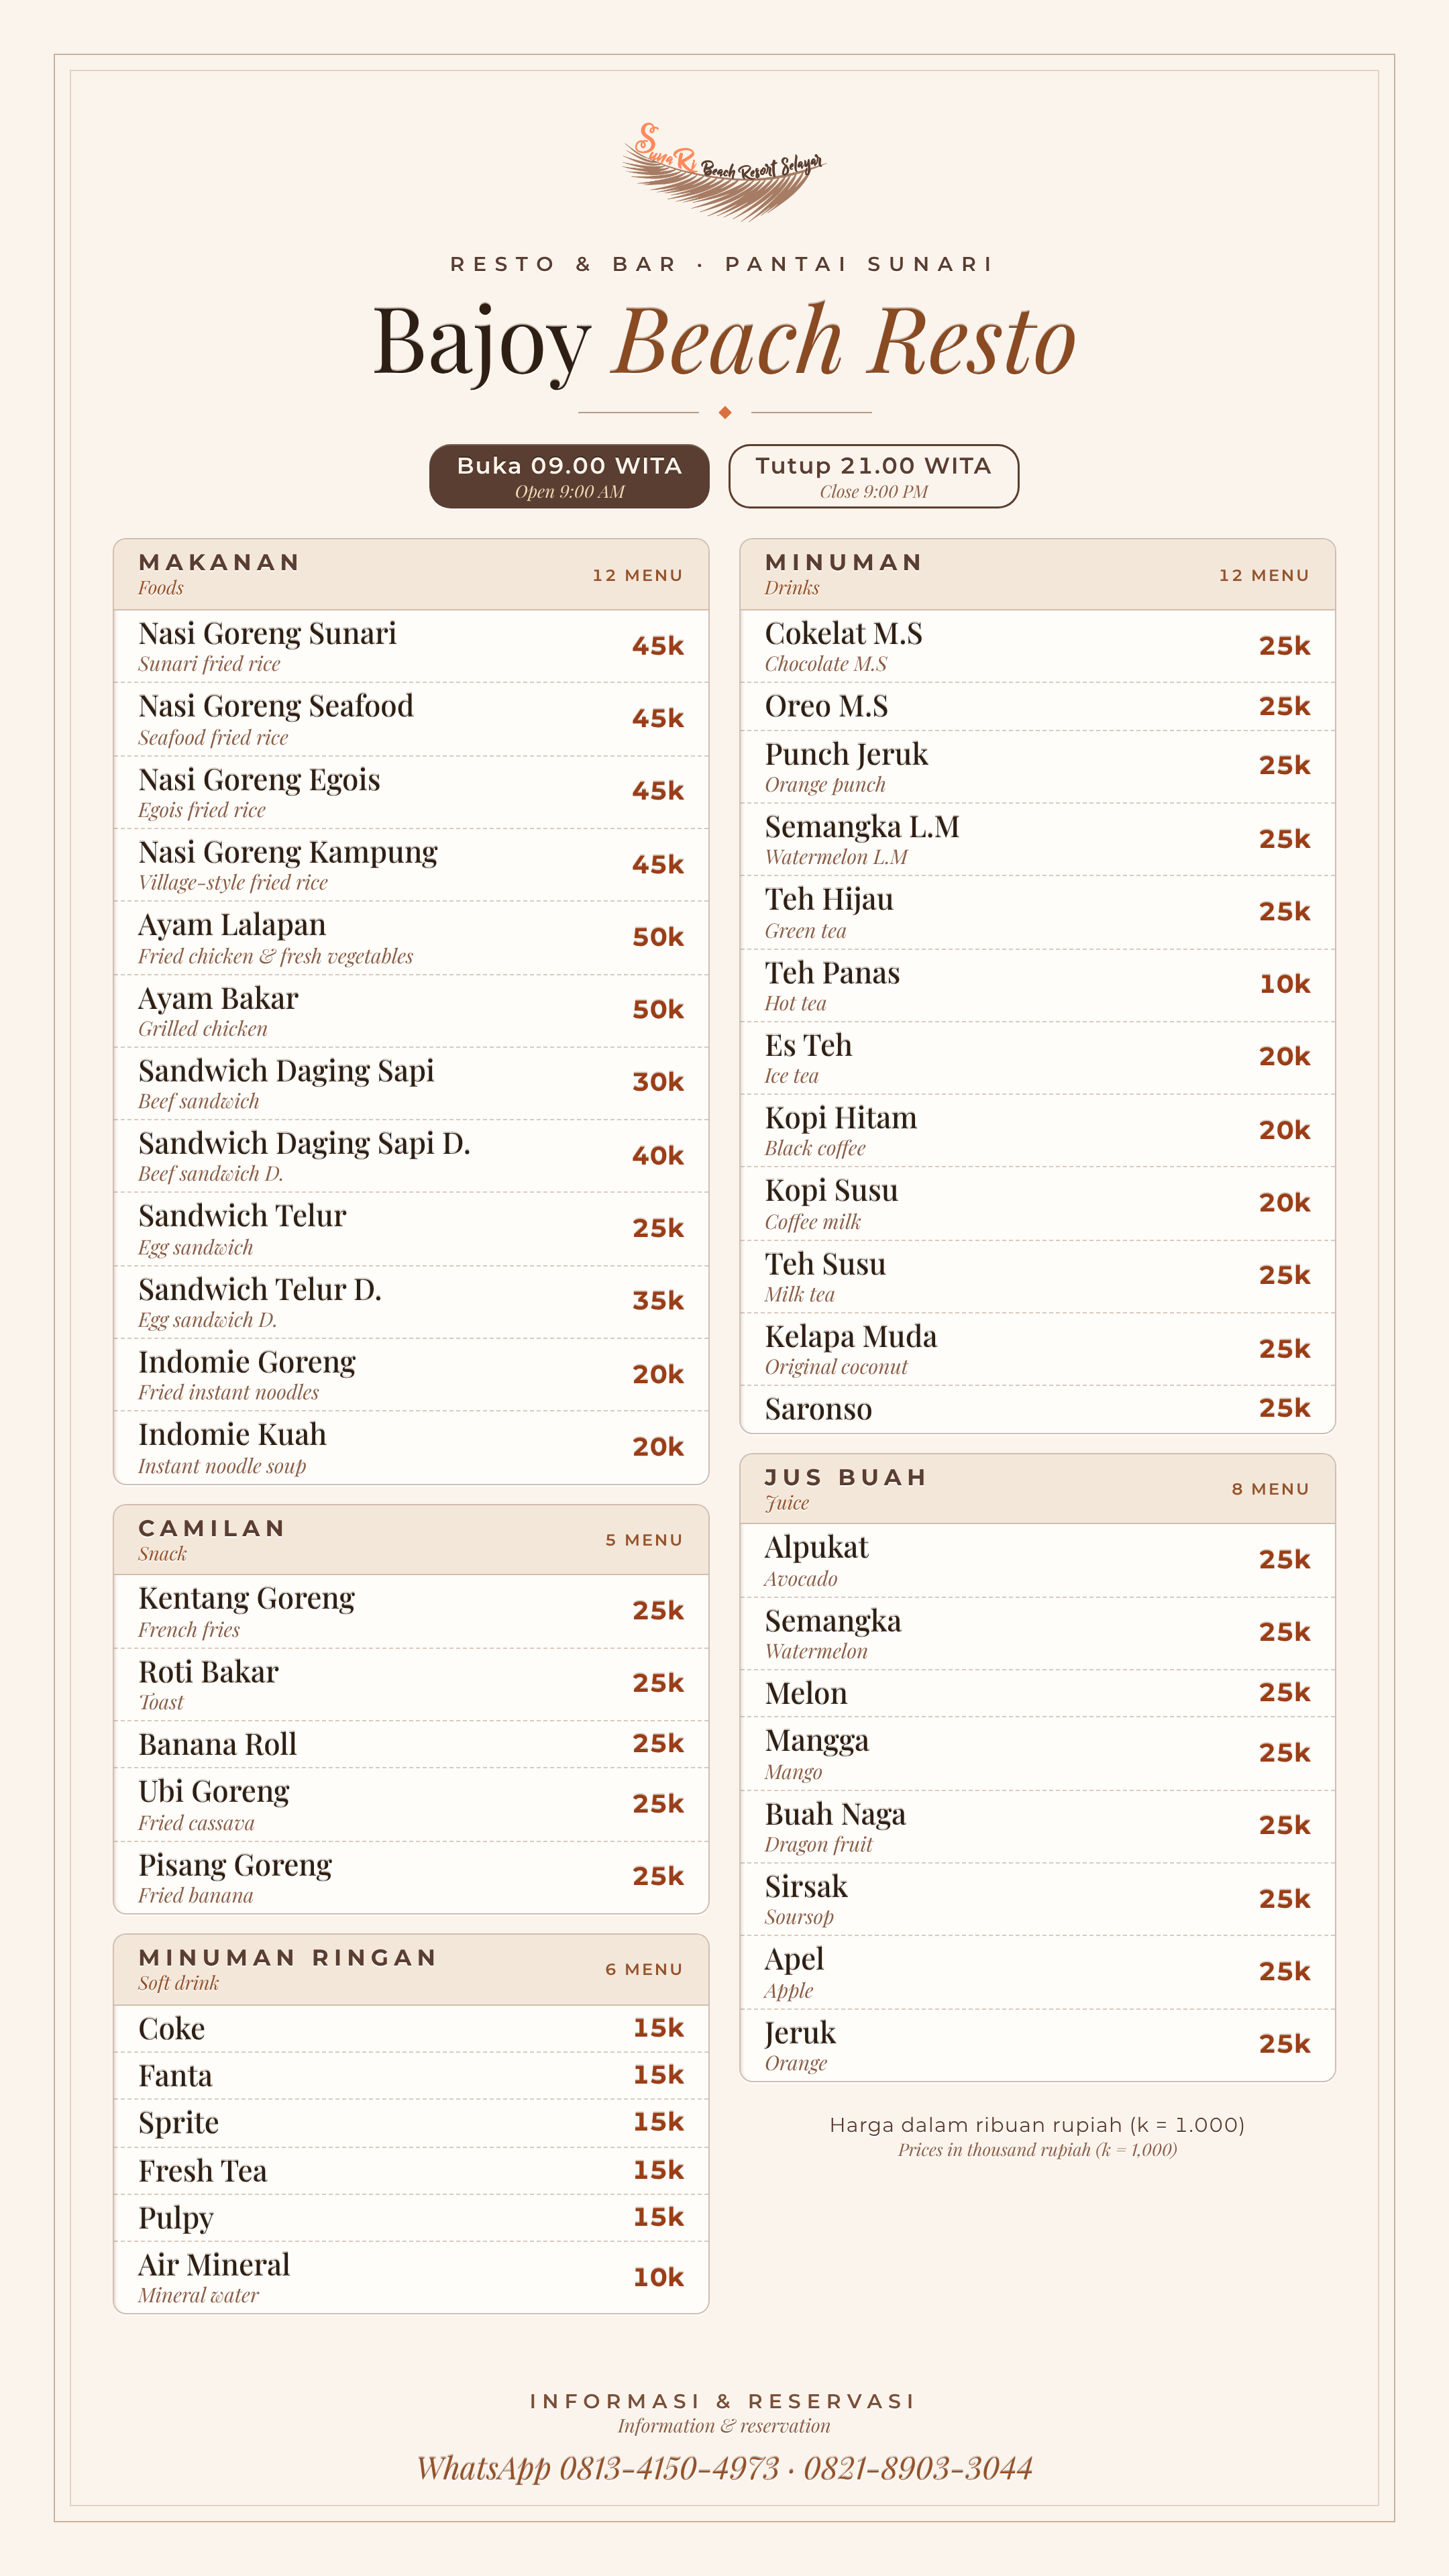 SunaRi Beach Resort Selayar
RESTO & BAR · PANTAI SUNARI
Bajoy Beach Resto
Buka 09.00 WITA
Open 9:00 AM
Tutup 21.00 WITA
Close 9:00 PM
MAKANAN
Foods
12 MENU
Nasi Goreng Sunari
Sunari fried rice
45k
Nasi Goreng Seafood
Seafood fried rice
45k
Nasi Goreng Egois
Egois fried rice
45k
Nasi Goreng Kampung
Village-style fried rice
45k
Ayam Lalapan
Fried chicken & fresh vegetables
50k
Ayam Bakar
Grilled chicken
50k
Sandwich Daging Sapi
Beef sandwich
30k
Sandwich Daging Sapi D.
Beef sandwich D.
40k
Sandwich Telur
Egg sandwich
25k
Sandwich Telur D.
Egg sandwich D.
35k
Indomie Goreng
Fried instant noodles
20k
Indomie Kuah
Instant noodle soup
20k
CAMILAN
Snack
5 MENU
Kentang Goreng
French fries
25k
Roti Bakar
Toast
25k
Banana Roll
25k
Ubi Goreng
Fried cassava
25k
Pisang Goreng
Fried banana
25k
MINUMAN RINGAN
Soft drink
6 MENU
Coke
15k
Fanta
15k
Sprite
15k
Fresh Tea
15k
Pulpy
15k
Air Mineral
Mineral water
10k
MINUMAN
Drinks
12 MENU
Cokelat M.S
Chocolate M.S
25k
Oreo M.S
25k
Punch Jeruk
Orange punch
25k
Semangka L.M
Watermelon L.M
25k
Teh Hijau
Green tea
25k
Teh Panas
Hot tea
10k
Es Teh
Ice tea
20k
Kopi Hitam
Black coffee
20k
Kopi Susu
Coffee milk
20k
Teh Susu
Milk tea
25k
Kelapa Muda
Original coconut
25k
Saronso
25k
JUS BUAH
Juice
8 MENU
Alpukat
Avocado
25k
Semangka
Watermelon
25k
Melon
25k
Mangga
Mango
25k
Buah Naga
Dragon fruit
25k
Sirsak
Soursop
25k
Apel
Apple
25k
Jeruk
Orange
25k
Harga dalam ribuan rupiah (k = 1.000)
Prices in thousand rupiah (k = 1,000)
INFORMASI & RESERVASI
Information & reservation
WhatsApp 0813-4150-4973 · 0821-8903-3044